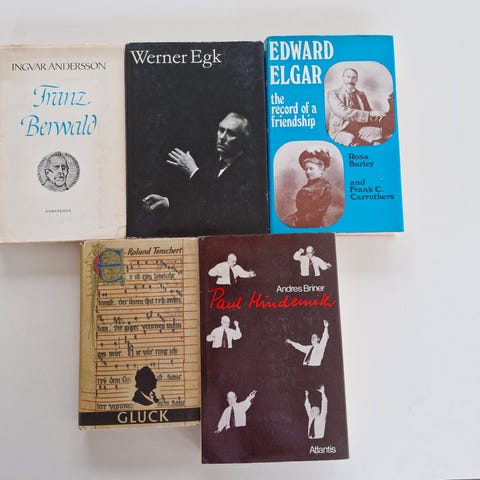 INGVAR ANDERSSON
Franz
Berwald
NORSTEDTS
Werner Egk
EDWARD
ELGAR
the
record of a
friendship
Rosa
Burley
and
Frank C.
Carruthers
Roland Tenschert
GLUCK
Andres Briner
Paul Hindemith
Atlantis